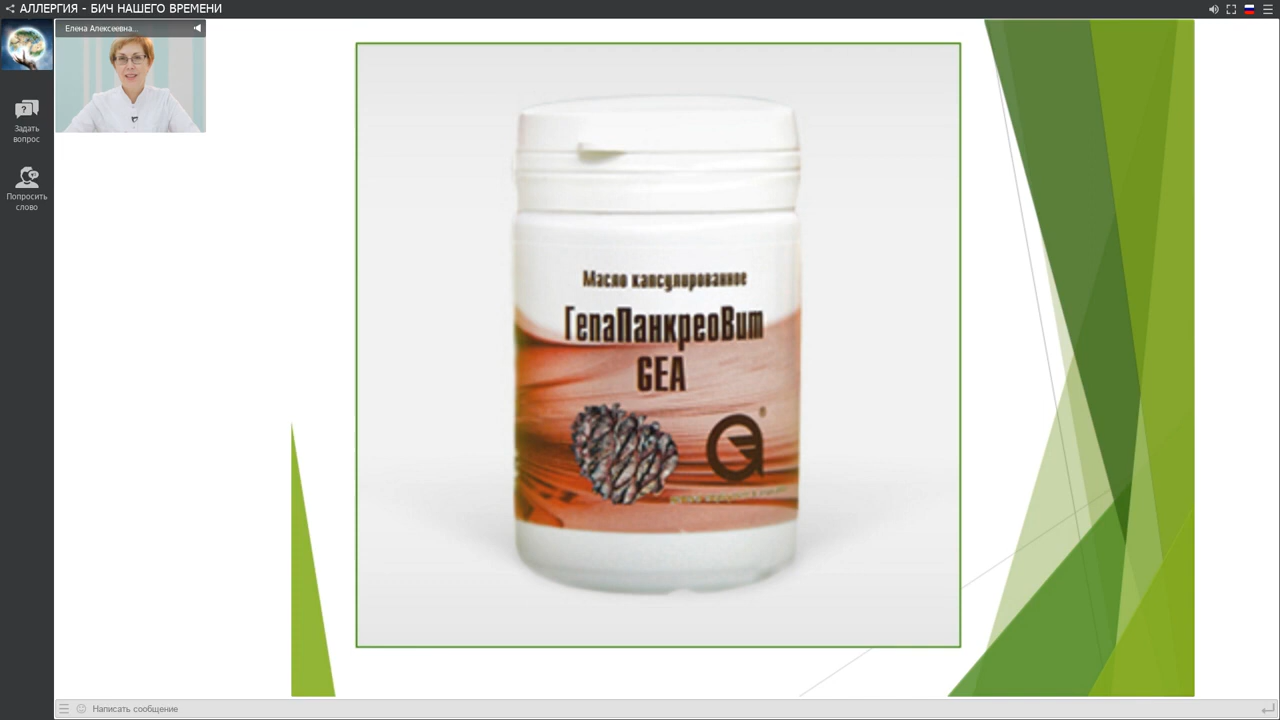 АЛЛЕРГИЯ - БИЧ НАШЕГО ВРЕМЕНИ
Елена Алексеевна...
Задать
вопрос
Попросить
слово
Масло капсулированное
ГепаПанкреоВит
GEA
®
Написать сообщение